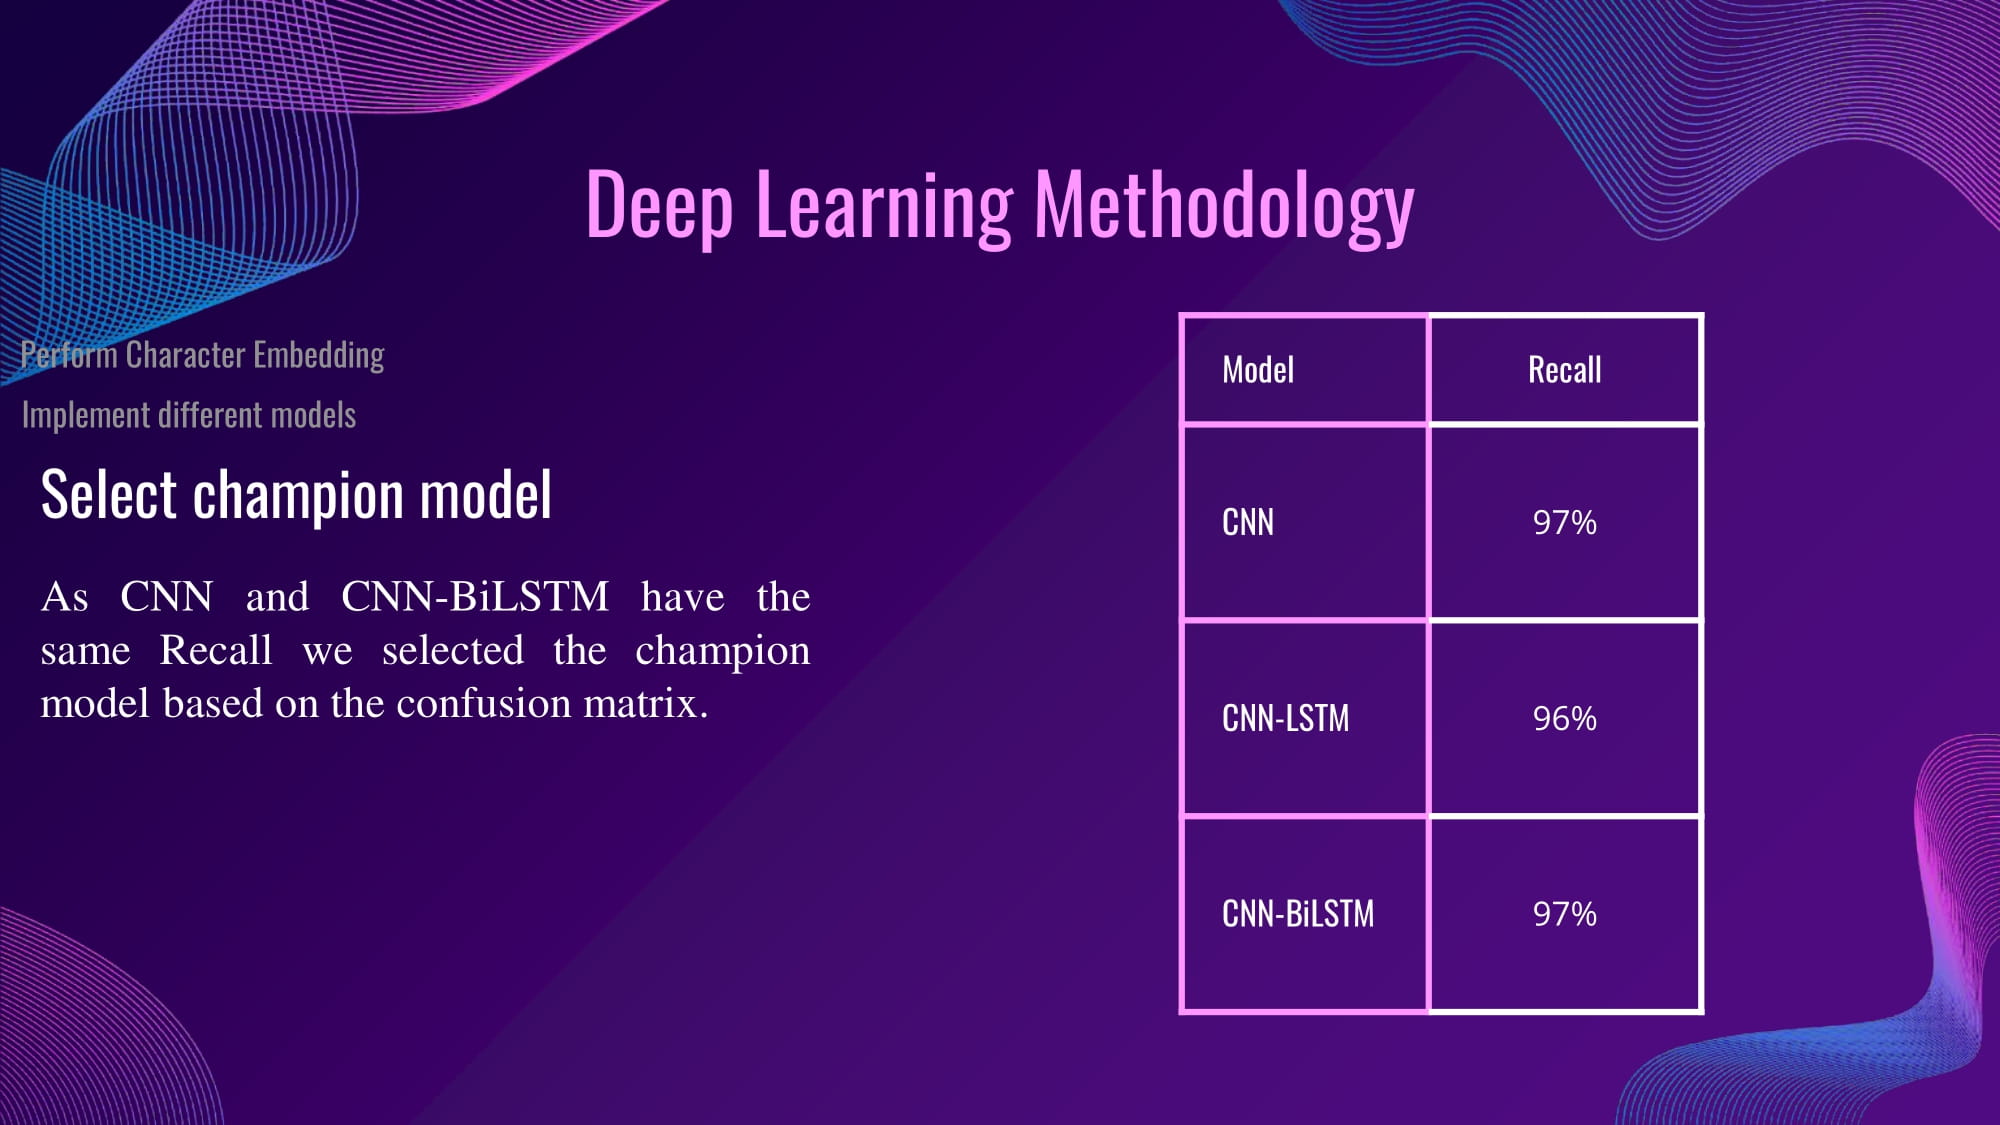 Deep Learning Methodology
Perform Character Embedding
Implement different models
Select champion model
As CNN and CNN-BiLSTM have the
same Recall we selected the champion
model based on the confusion matrix.
Model Recall
CNN 97%
CNN-LSTM 96%
CNN-BiLSTM 97%